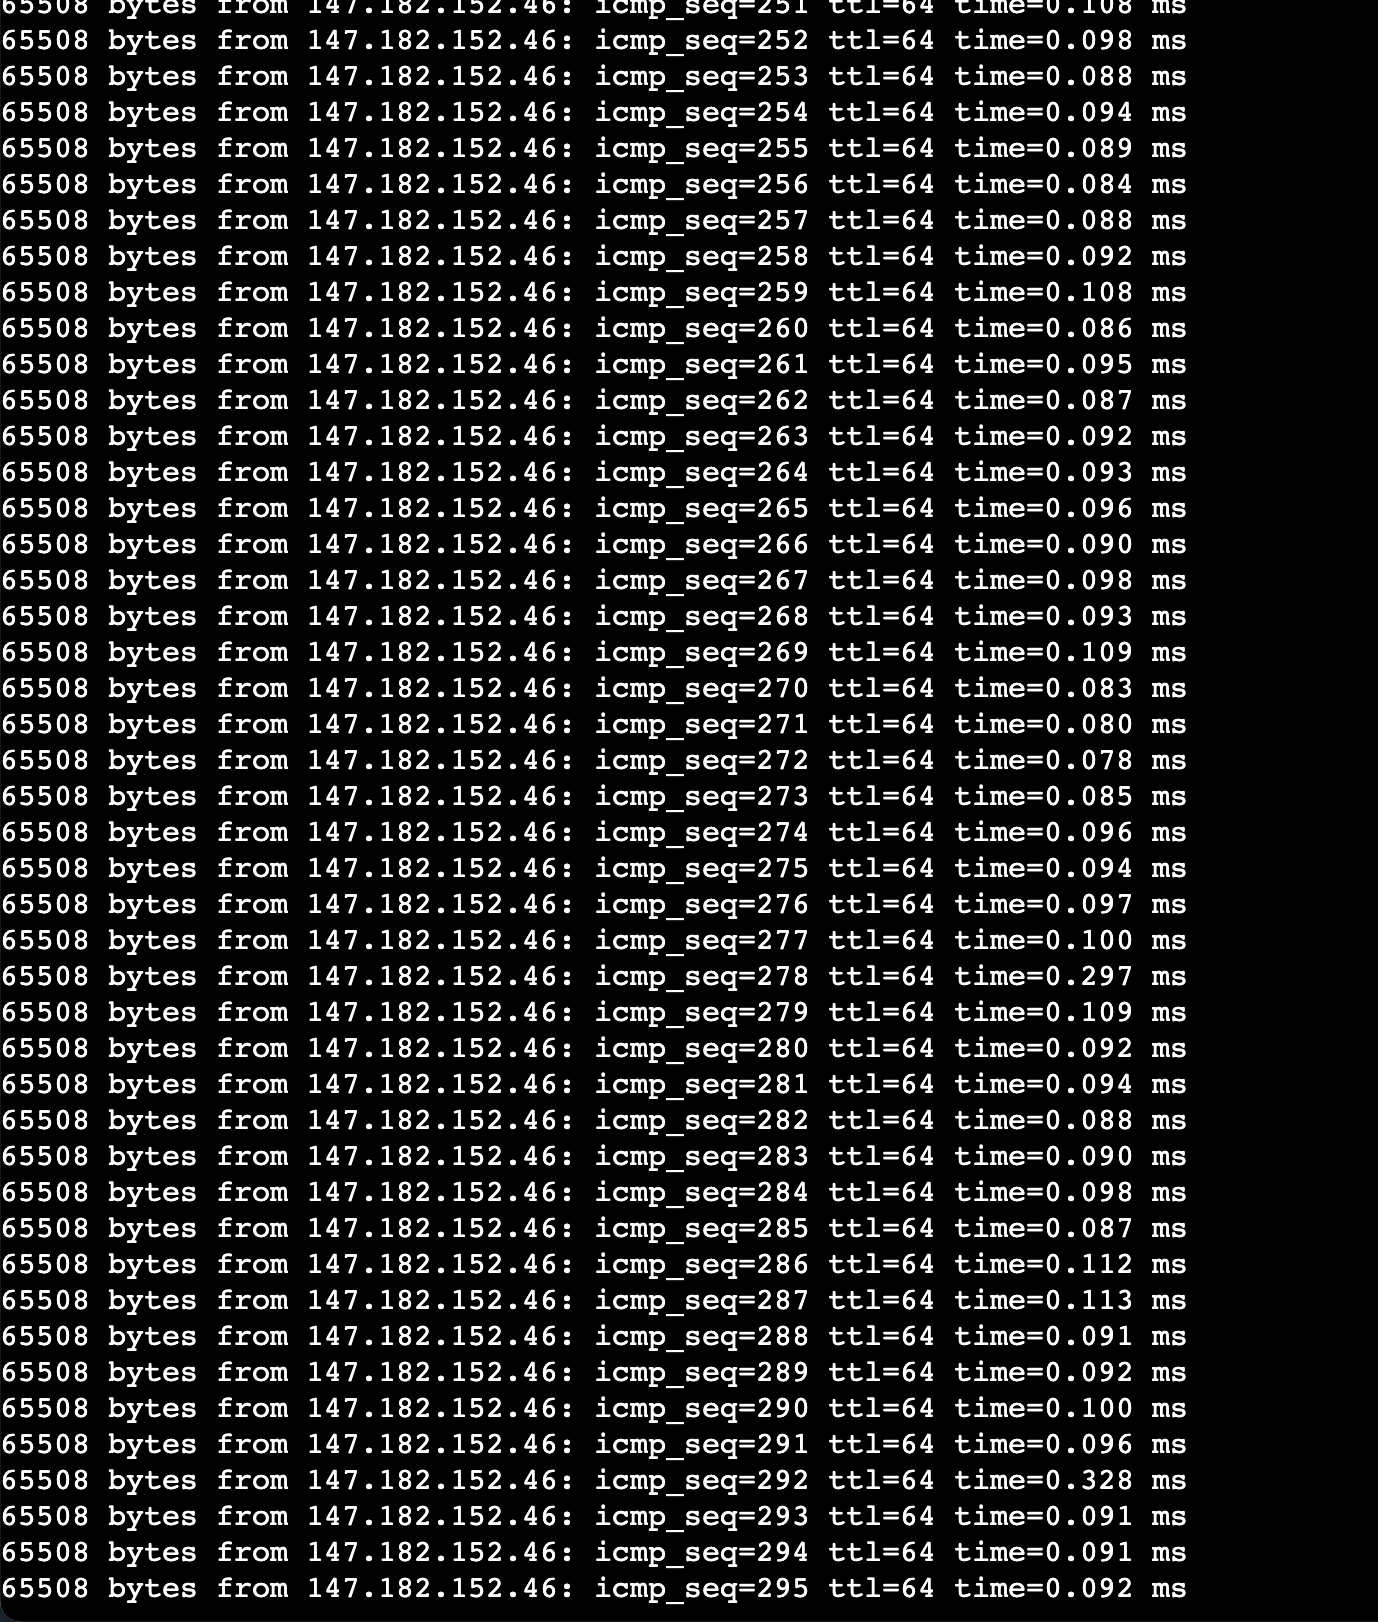 65508 bytes from 147.182.152.46: icmp_seq=251 ttl=64 time=0.108 ms
65508 bytes from 147.182.152.46: icmp_seq=252 ttl=64 time=0.098 ms
65508 bytes from 147.182.152.46: icmp_seq=253 ttl=64 time=0.088 ms
65508 bytes from 147.182.152.46: icmp_seq=254 ttl=64 time=0.094 ms
65508 bytes from 147.182.152.46: icmp_seq=255 ttl=64 time=0.089 ms
65508 bytes from 147.182.152.46: icmp_seq=256 ttl=64 time=0.084 ms
65508 bytes from 147.182.152.46: icmp_seq=257 ttl=64 time=0.088 ms
65508 bytes from 147.182.152.46: icmp_seq=258 ttl=64 time=0.092 ms
65508 bytes from 147.182.152.46: icmp_seq=259 ttl=64 time=0.108 ms
65508 bytes from 147.182.152.46: icmp_seq=260 ttl=64 time=0.086 ms
65508 bytes from 147.182.152.46: icmp_seq=261 ttl=64 time=0.095 ms
65508 bytes from 147.182.152.46: icmp_seq=262 ttl=64 time=0.087 ms
65508 bytes from 147.182.152.46: icmp_seq=263 ttl=64 time=0.092 ms
65508 bytes from 147.182.152.46: icmp_seq=264 ttl=64 time=0.093 ms
65508 bytes from 147.182.152.46: icmp_seq=265 ttl=64 time=0.096 ms
65508 bytes from 147.182.152.46: icmp_seq=266 ttl=64 time=0.090 ms
65508 bytes from 147.182.152.46: icmp_seq=267 ttl=64 time=0.098 ms
65508 bytes from 147.182.152.46: icmp_seq=268 ttl=64 time=0.093 ms
65508 bytes from 147.182.152.46: icmp_seq=269 ttl=64 time=0.109 ms
65508 bytes from 147.182.152.46: icmp_seq=270 ttl=64 time=0.083 ms
65508 bytes from 147.182.152.46: icmp_seq=271 ttl=64 time=0.080 ms
65508 bytes from 147.182.152.46: icmp_seq=272 ttl=64 time=0.078 ms
65508 bytes from 147.182.152.46: icmp_seq=273 ttl=64 time=0.085 ms
65508 bytes from 147.182.152.46: icmp_seq=274 ttl=64 time=0.096 ms
65508 bytes from 147.182.152.46: icmp_seq=275 ttl=64 time=0.094 ms
65508 bytes from 147.182.152.46: icmp_seq=276 ttl=64 time=0.097 ms
65508 bytes from 147.182.152.46: icmp_seq=277 ttl=64 time=0.100 ms
65508 bytes from 147.182.152.46: icmp_seq=278 ttl=64 time=0.297 ms
65508 bytes from 147.182.152.46: icmp_seq=279 ttl=64 time=0.109 ms
65508 bytes from 147.182.152.46: icmp_seq=280 ttl=64 time=0.092 ms
65508 bytes from 147.182.152.46: icmp_seq=281 ttl=64 time=0.094 ms
65508 bytes from 147.182.152.46: icmp_seq=282 ttl=64 time=0.088 ms
65508 bytes from 147.182.152.46: icmp_seq=283 ttl=64 time=0.090 ms
65508 bytes from 147.182.152.46: icmp_seq=284 ttl=64 time=0.098 ms
65508 bytes from 147.182.152.46: icmp_seq=285 ttl=64 time=0.087 ms
65508 bytes from 147.182.152.46: icmp_seq=286 ttl=64 time=0.112 ms
65508 bytes from 147.182.152.46: icmp_seq=287 ttl=64 time=0.113 ms
65508 bytes from 147.182.152.46: icmp_seq=288 ttl=64 time=0.091 ms
65508 bytes from 147.182.152.46: icmp_seq=289 ttl=64 time=0.092 ms
65508 bytes from 147.182.152.46: icmp_seq=290 ttl=64 time=0.100 ms
65508 bytes from 147.182.152.46: icmp_seq=291 ttl=64 time=0.096 ms
65508 bytes from 147.182.152.46: icmp_seq=292 ttl=64 time=0.328 ms
65508 bytes from 147.182.152.46: icmp_seq=293 ttl=64 time=0.091 ms
65508 bytes from 147.182.152.46: icmp_seq=294 ttl=64 time=0.091 ms
65508 bytes from 147.182.152.46: icmp_seq=295 ttl=64 time=0.092 ms